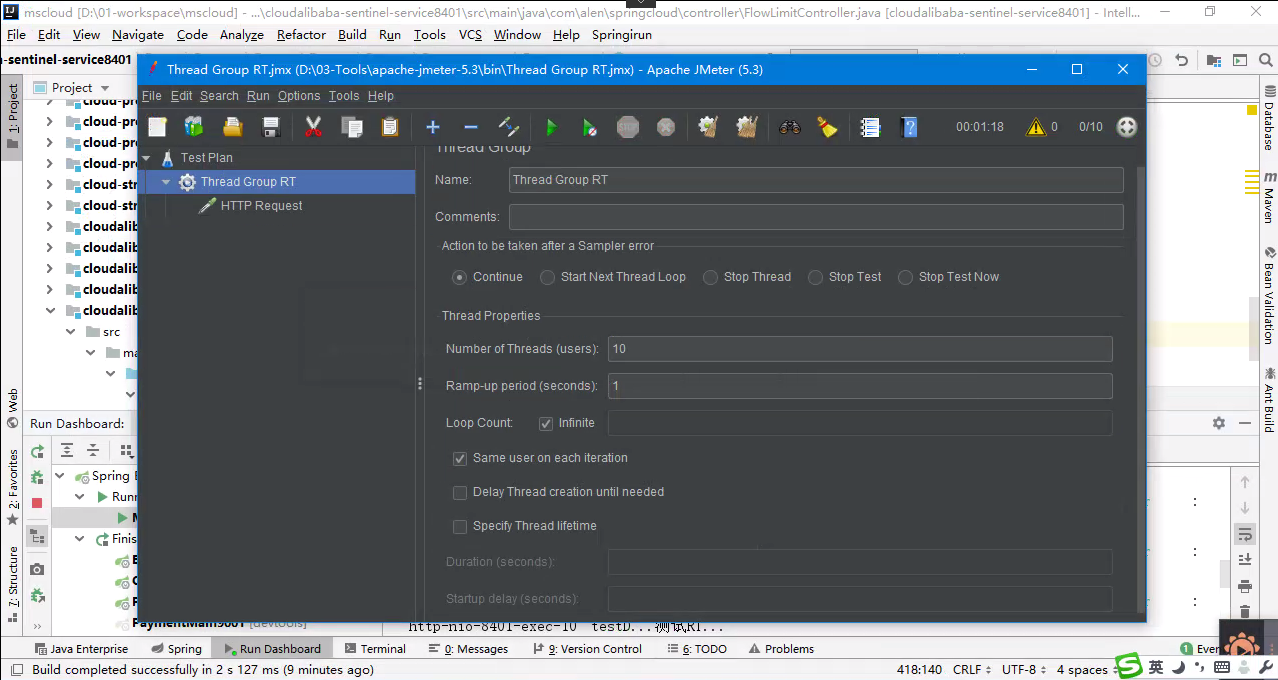 mscloud [D:\01-workspace\mscloud] - ...\cloudalibaba-sentinel-service8401\src\main\java\com\alen\springcloud\controller\FlowLimitController.java [cloudalibaba-sentinel-service8401] - Intell...
File Edit View Navigate Code Analyze Refactor Build Run Tools VCS Window Help Springirun
a-sentinel-service8401
Thread Group RT.jmx (D:\03-Tools\apache-jmeter-5.3\bin\Thread Group RT.jmx) - Apache JMeter (5.3)
1: Project
Project
File Edit Search Run Options Tools Help
cloud-pro
cloud-pro
cloud-pro
cloud-pro
cloud-str
cloud-str
cloudalib
cloudalib
cloudalib
cloudalib
cloudalib
src
ma
00:01:18 0 0/10
Test Plan
Thread Group RT
HTTP Request
Thread Group
Name: Thread Group RT
Comments:
Action to be taken after a Sampler error
Continue Start Next Thread Loop Stop Thread Stop Test Stop Test Now
Thread Properties
Number of Threads (users): 10
Ramp-up period (seconds): 1
Loop Count: Infinite
Same user on each iteration
Delay Thread creation until needed
Specify Thread lifetime
Duration (seconds):
Startup delay (seconds):
Database
Maven
Bean Validation
Ant Build
Web
2: Favorites
7: Structure
Run Dashboard:
Spring
Runn
Finis
PaymentMain9001 [devtools]
http-nio-8401-exec-10 testD...测试RT...
:
:
:
Java Enterprise Spring Run Dashboard Terminal 0: Messages 9: Version Control 6: TODO Problems 1 Even
Build completed successfully in 2 s 127 ms (9 minutes ago) 418:140 CRLF UTF-8 4 spaces 英